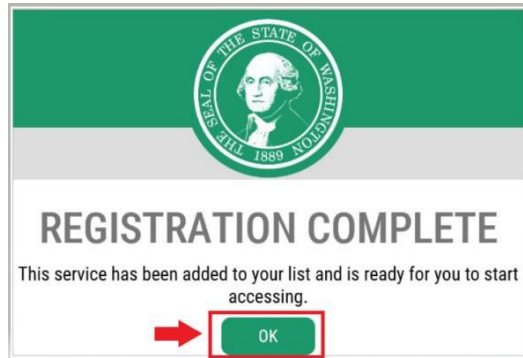 THE SEAL OF THE STATE OF WASHINGTON
1889
REGISTRATION COMPLETE
This service has been added to your list and is ready for you to start
accessing.
OK